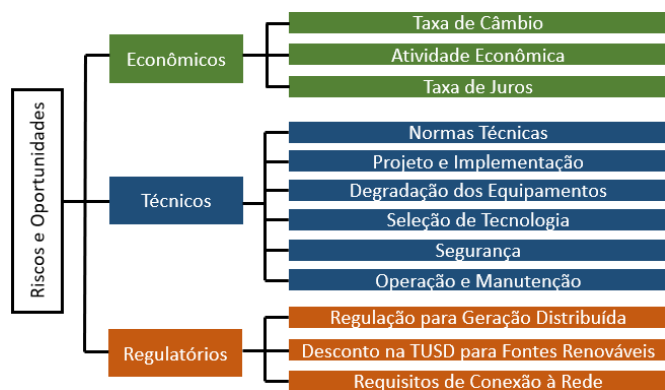 Riscos e Oportunidades
Econômicos
Taxa de Câmbio
Atividade Econômica
Taxa de Juros
Técnicos
Normas Técnicas
Projeto e Implementação
Degradação dos Equipamentos
Seleção de Tecnologia
Segurança
Operação e Manutenção
Regulatórios
Regulação para Geração Distribuída
Desconto na TUSD para Fontes Renováveis
Requisitos de Conexão à Rede